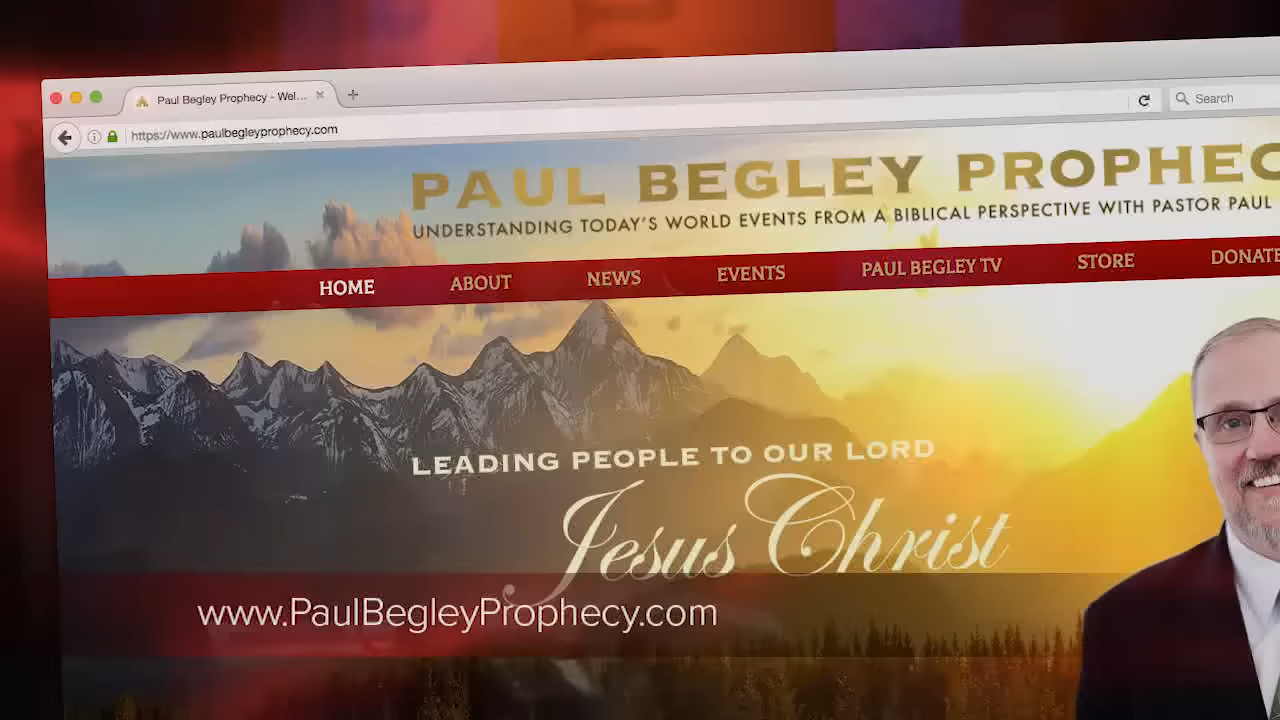 Paul Begley Prophecy - Wel...
https://www.paulbegleyprophecy.com
Search
PAUL BEGLEY PROPHEC
UNDERSTANDING TODAY'S WORLD EVENTS FROM A BIBLICAL PERSPECTIVE WITH PASTOR PAUL
HOME ABOUT NEWS EVENTS PAUL BEGLEY TV STORE DONATE
LEADING PEOPLE TO OUR LORD
Jesus Christ
www.PaulBegleyProphecy.com